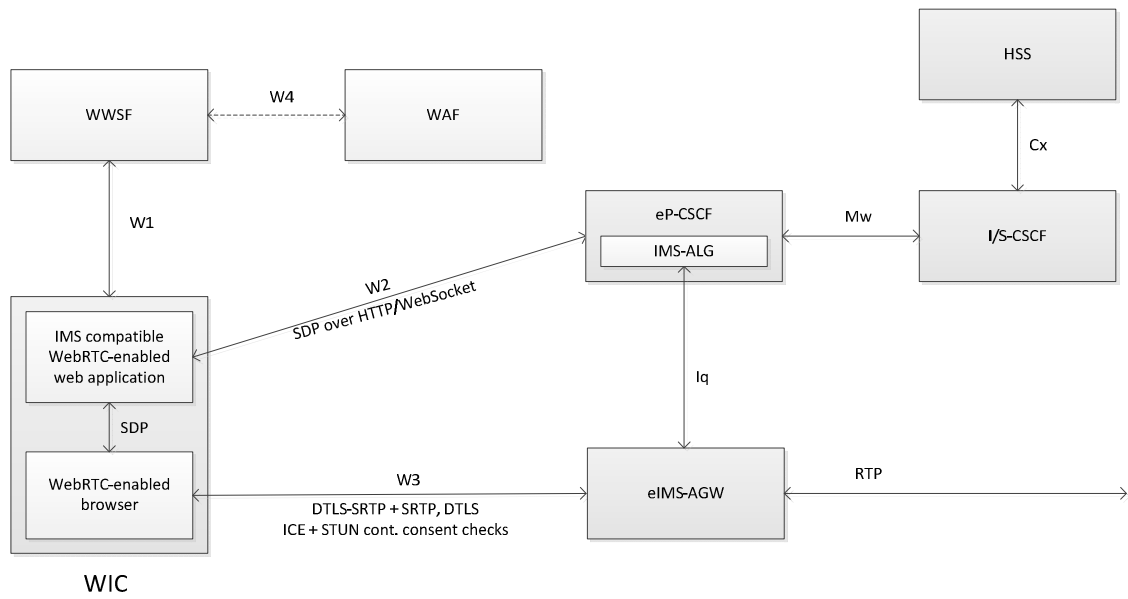 HSS
WWSF
W4
WAF
Cx
W1
eP-CSCF
IMS-ALG
Mw
I/S-CSCF
W2
SDP over HTTP/WebSocket
IMS compatible
WebRTC-enabled
web application
SDP
Iq
WebRTC-enabled
browser
W3
DTLS-SRTP + SRTP, DTLS
ICE + STUN cont. consent checks
eIMS-AGW
RTP
WIC